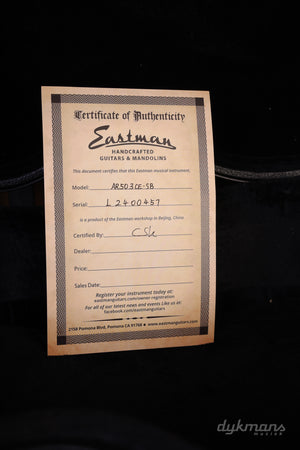 Certificate of Authenticity
Eastman
HANDCRAFTED
GUITARS & MANDOLINS
This document certifies that this Eastman musical instrument,
Model: AR503CE-SB
Serial: L2400457
is a product of the Eastman workshop in Beijing, China
Certified By:
Dealer:
Price:
Sales Date:
Register your instrument today at:
eastmanguitars.com/owner registration
For all of our latest news and events Like us at:
facebook.com/eastmanguitars
2158 Pomona Blvd, Pomona CA 91768 ● www.eastmanguitars.com
dykmans
muziek